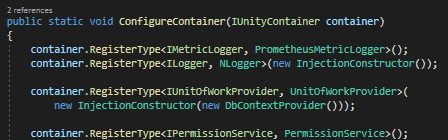 2 references
public static void ConfigureContainer(IUnityContainer container)
{
container.RegisterType<IMetricLogger, PrometheusMetricLogger>();
container.RegisterType<ILogger, NLogger>(new InjectionConstructor());
container.RegisterType<IUnitOfWorkProvider, UnitOfWorkProvider>(
new InjectionConstructor(new DbContextProvider()));
container.RegisterType<IPermissionService, PermissionService>();